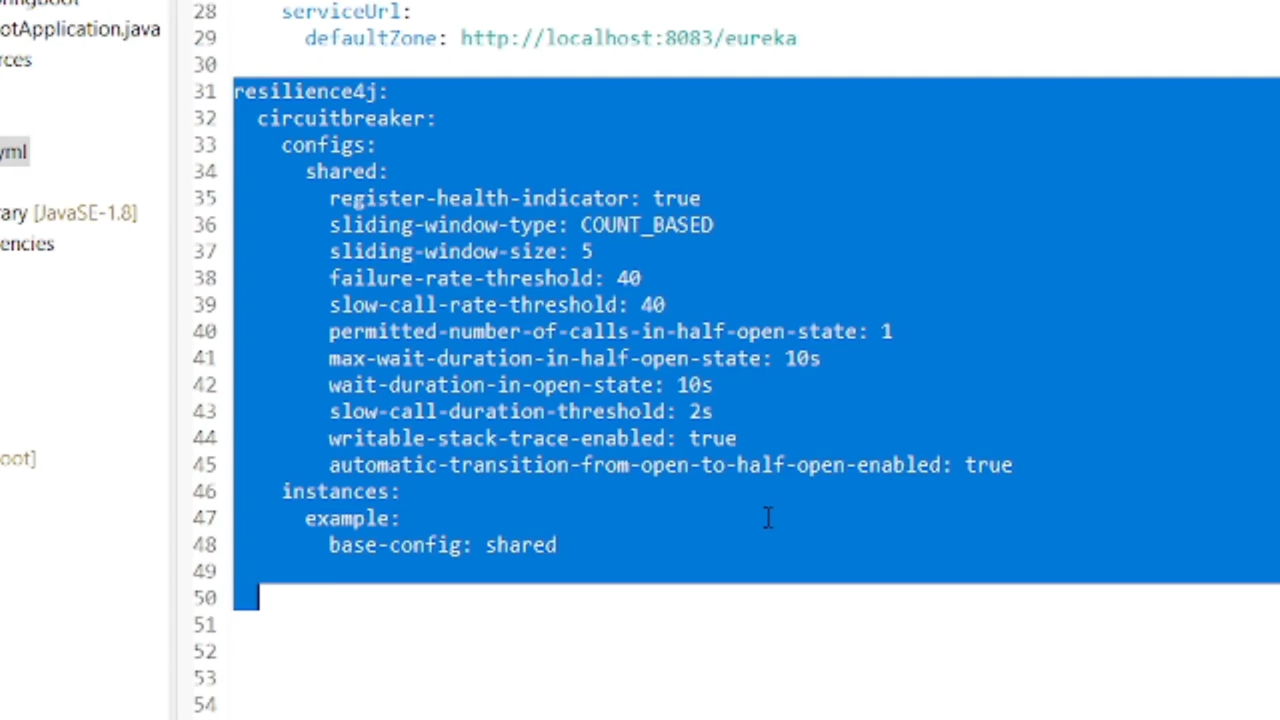 otApplication.java
yml
[JavaSE-1.8]
28 serviceUrl:
29 defaultZone: http://localhost:8083/eureka
30
31 resilience4j:
32 circuitbreaker:
33 configs:
34 shared:
35 register-health-indicator: true
36 sliding-window-type: COUNT_BASED
37 sliding-window-size: 5
38 failure-rate-threshold: 40
39 slow-call-rate-threshold: 40
40 permitted-number-of-calls-in-half-open-state: 1
41 max-wait-duration-in-half-open-state: 10s
42 wait-duration-in-open-state: 10s
43 slow-call-duration-threshold: 2s
44 writable-stack-trace-enabled: true
45 automatic-transition-from-open-to-half-open-enabled: true
46 instances:
47 example:
48 base-config: shared
49
50
51
52
53
54